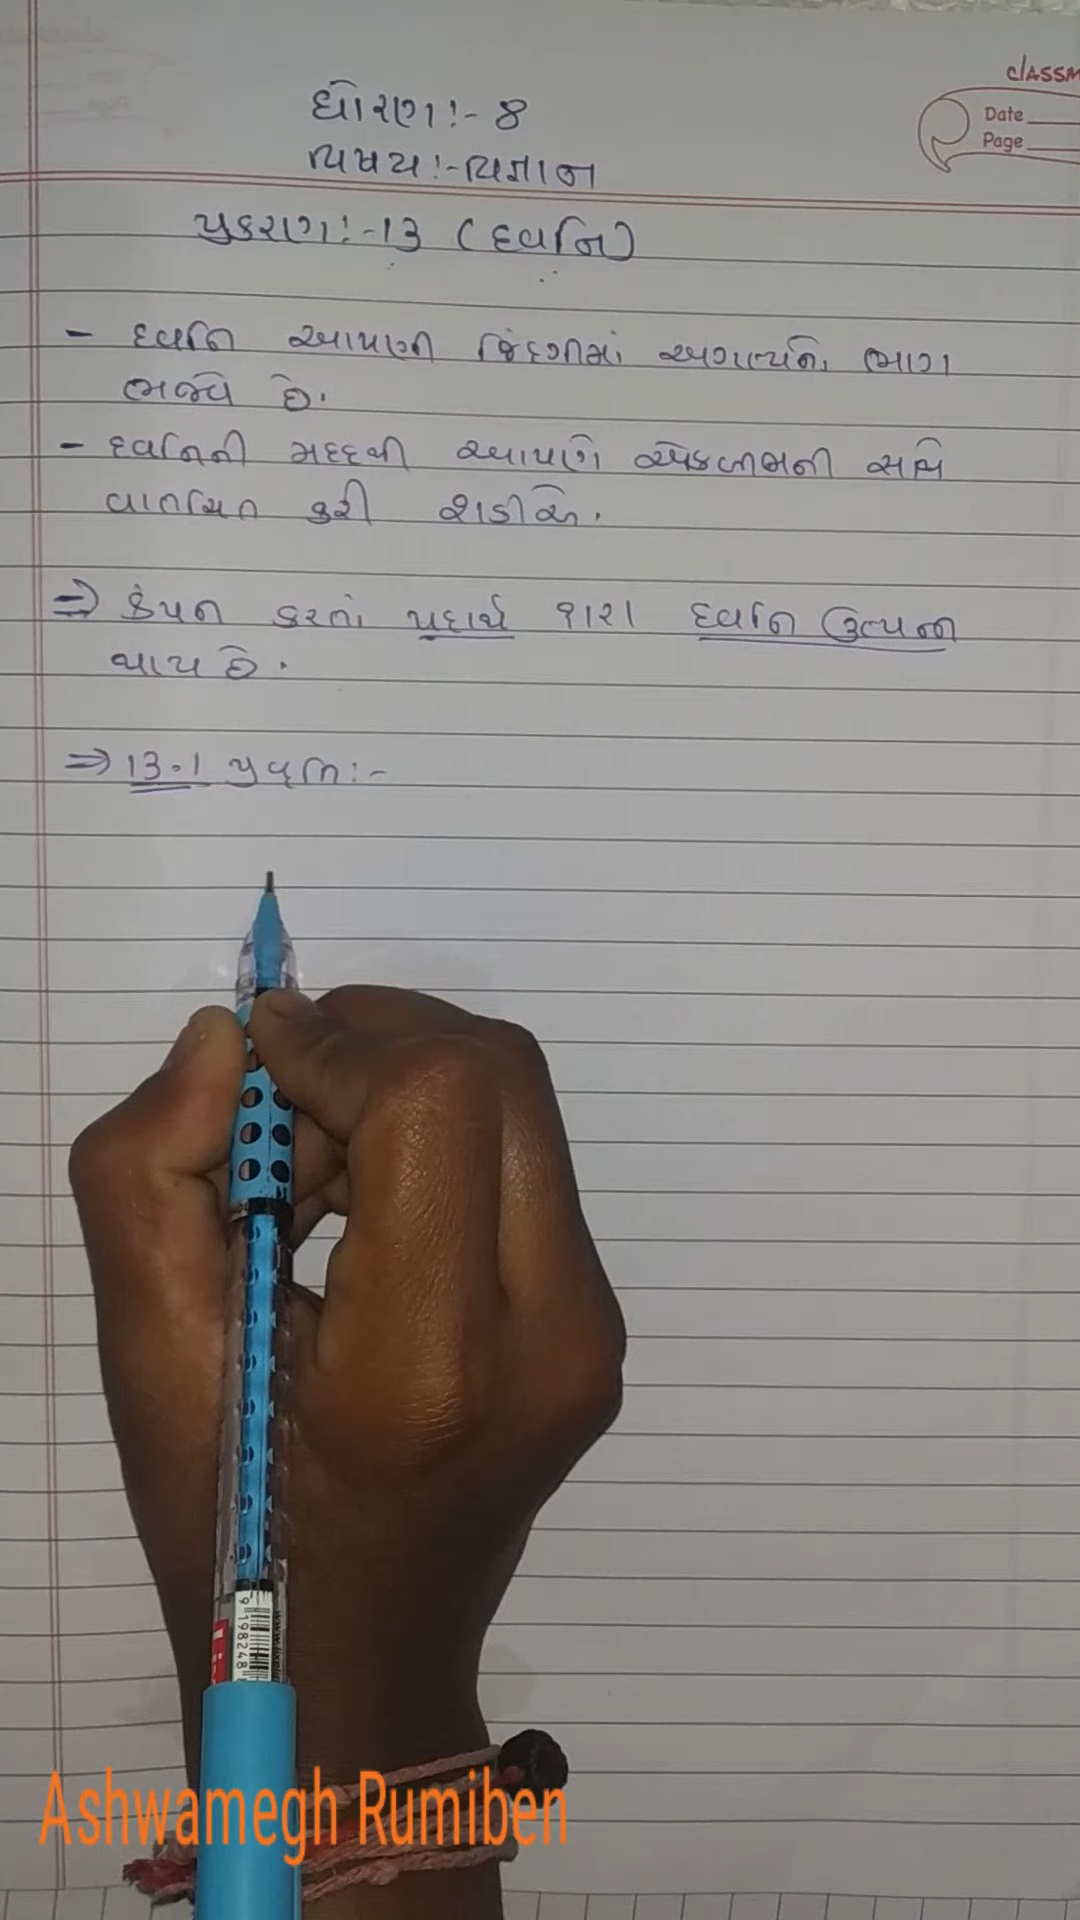 ધોરણ:- 8
વિષય:- વિજ્ઞાન
પ્રકરણ:-13 (ધ્વનિ)
- ધ્વનિ આપણી જિંદગીમાં અગત્યનો ભાગ
ભજવે છે.
- ધ્વનિની મદદથી આપણે એકબીજાની સાથે
વાતચિત કરી શકીએ.
=> કંપન કરતાં પદાર્થ દ્વારા ધ્વનિ ઉત્પન્ન
થાય છે.
=> 13.1 પ્રવૃત્તિ:-
CLASSM
Date
Page
Ashwamegh Rumiben